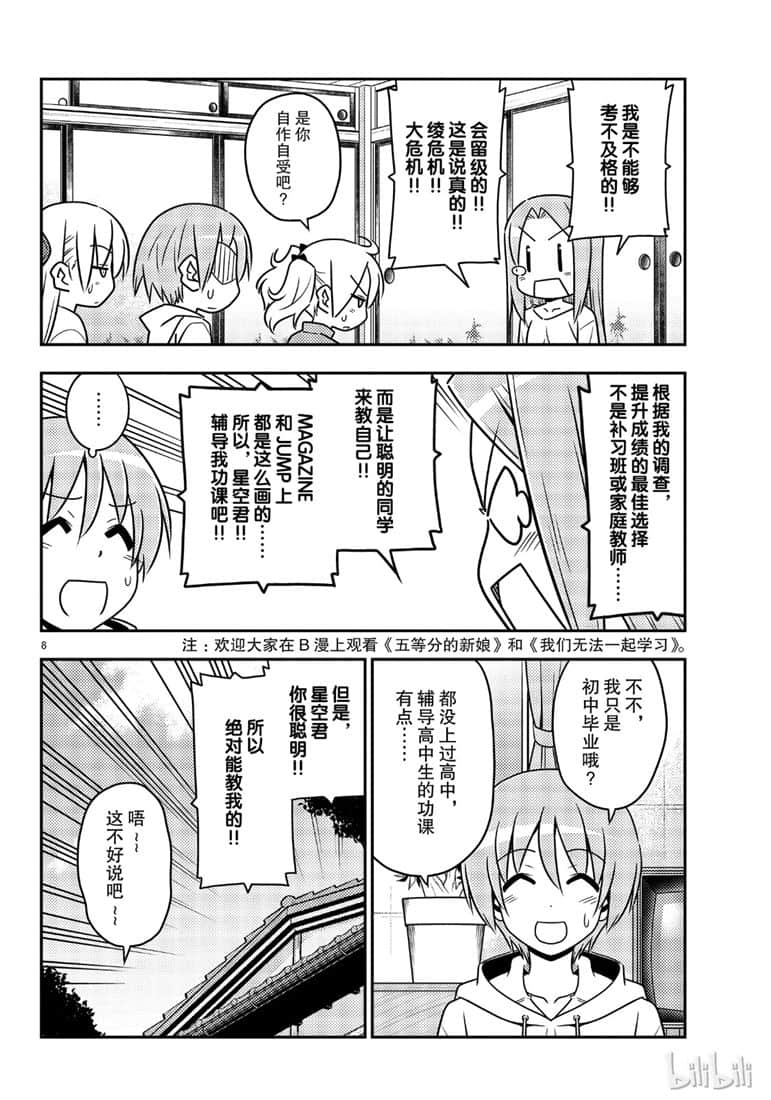 我是不能够
考不及格的!!
会留级的!!
这是说真的!!
绫危机!!
大危机!!
是你
自作
自受吧?
根据我的调查,
提升成绩的最佳选择
不是补习班或家庭教师……
而是让聪明的同学
来教自己!!
MAGAZINE
和 JUMP 上
都是这么画的……
所以,星空君!!
辅导我功课吧!!
……
8
注:欢迎大家在 B 漫上观看《五等分的新娘》和《我们无法一起学习》。
不不,
我只是
初中毕业哦?
都没上过高中,
辅导高中生的功课
有点……
但是,
星空君
你很聪明!!
所以
绝对能教我的!!
唔~~
这不好说吧~~
bilibili